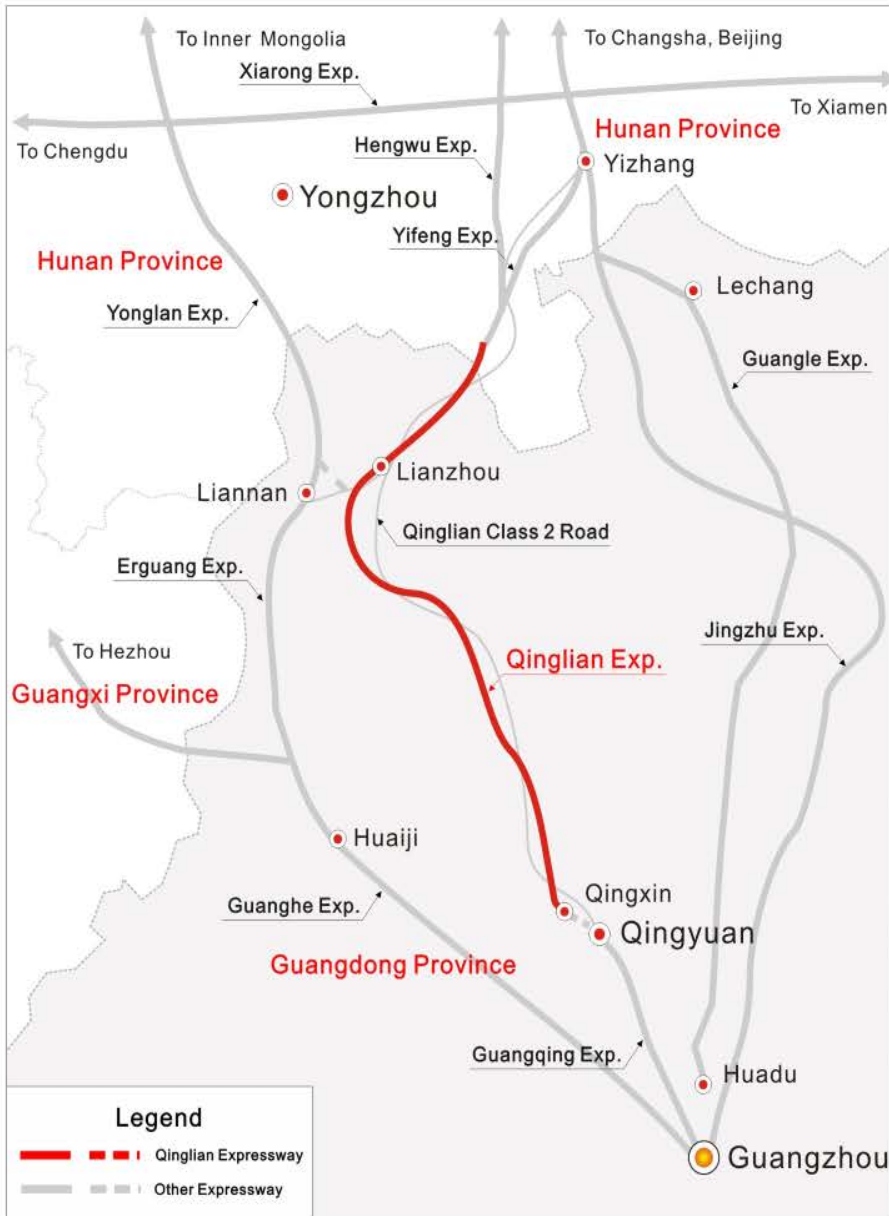 To Inner Mongolia
To Changsha, Beijing
Xiarong Exp.
To Xiamen
To Chengdu
Hengwu Exp.
Hunan Province
Yizhang
Yongzhou
Yifeng Exp.
Hunan Province
Lechang
Yonglan Exp.
Guangle Exp.
Lianzhou
Liannan
Qinglian Class 2 Road
Erguang Exp.
Jingzhu Exp.
To Hezhou
Qinglian Exp.
Guangxi Province
Huaiji
Qingxin
Guanghe Exp.
Qingyuan
Guangdong Province
Guangqing Exp.
Huadu
Guangzhou
Legend
Qinglian Expressway
Other Expressway